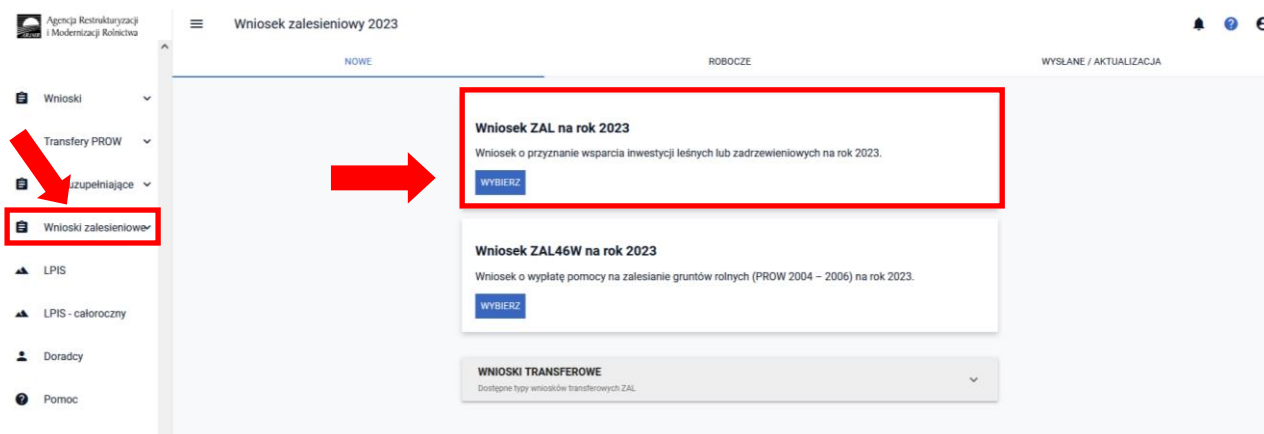 Agencja Restrukturyzacji
i Modernizacji Rolnictwa
Wniosek zalesieniowy 2023
NOWE
ROBOCZE
WYSŁANE / AKTUALIZACJA
Wnioski
Transfery PROW
uzupełniające
Wnioski zalesieniowe
LPIS
LPIS - całoroczny
Doradcy
Pomoc
Wniosek ZAL na rok 2023
Wniosek o przyznanie wsparcia inwestycji leśnych lub zadrzewieniowych na rok 2023.
WYBIERZ
Wniosek ZAL46W na rok 2023
Wniosek o wypłatę pomocy na zalesianie gruntów rolnych (PROW 2004 – 2006) na rok 2023.
WYBIERZ
WNIOSKI TRANSFEROWE
Dostępne typy wniosków transferowych ZAL